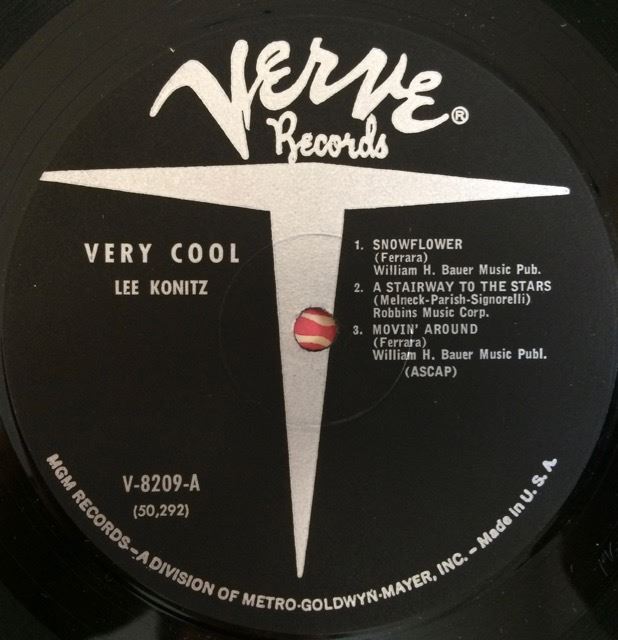 Verve®
Records
VERY COOL
LEE KONITZ
1. SNOWFLOWER
(Ferrara)
William H. Bauer Music Pub.
2. A STAIRWAY TO THE STARS
(Melneck-Parish-Signorelli)
Robbins Music Corp.
3. MOVIN' AROUND
(Ferrara)
William H. Bauer Music Publ.
(ASCAP)
V-8209-A
(50,292)
MGM RECORDS-A DIVISION OF METRO-GOLDWYN-MAYER, INC. - Made in U. S. A.